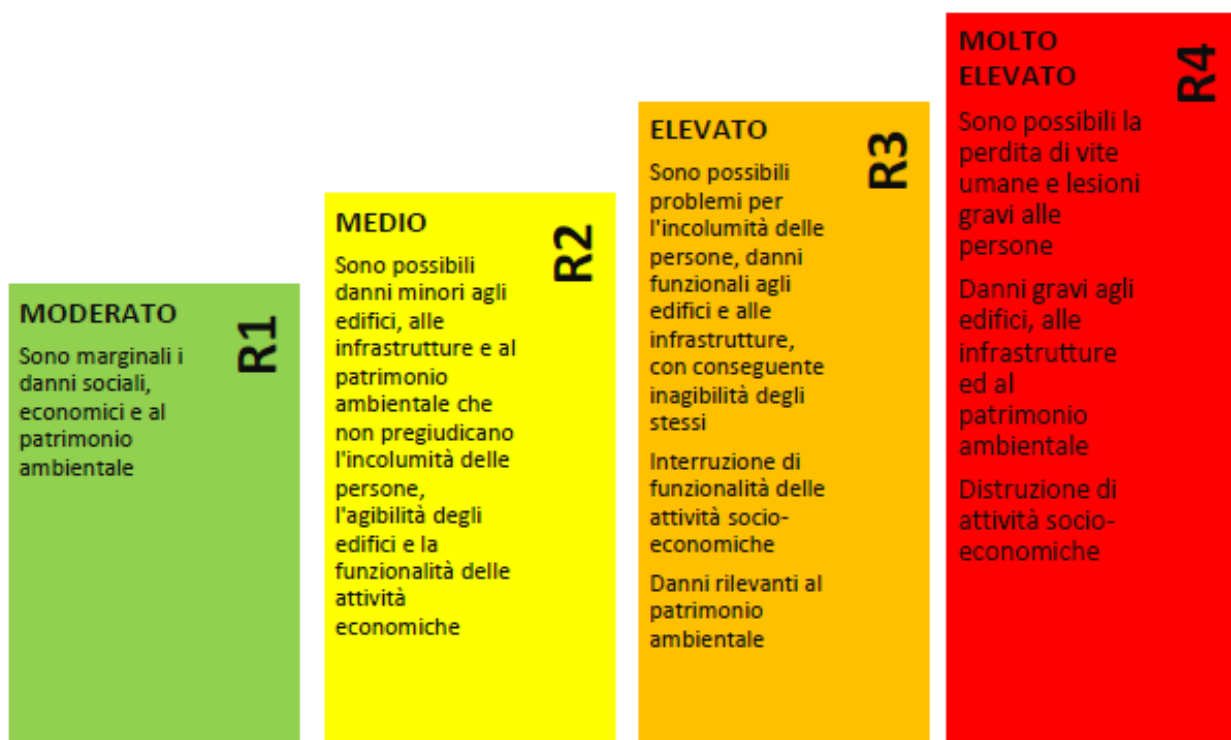 MODERATO
R1
Sono marginali i
danni sociali,
economici e al
patrimonio
ambientale
MEDIO
R2
Sono possibili
danni minori agli
edifici, alle
infrastrutture e al
patrimonio
ambientale che
non pregiudicano
l'incolumità delle
persone,
l'agibilità degli
edifici e la
funzionalità delle
attività
economiche
ELEVATO
R3
Sono possibili
problemi per
l'incolumità delle
persone, danni
funzionali agli
edifici e alle
infrastrutture,
con conseguente
inagibilità degli
stessi
Interruzione di
funzionalità delle
attività socio-
economiche
Danni rilevanti al
patrimonio
ambientale
MOLTO
ELEVATO
R4
Sono possibili la
perdita di vite
umane e lesioni
gravi alle
persone
Danni gravi agli
edifici, alle
infrastrutture
ed al
patrimonio
ambientale
Distruzione di
attività socio-
economiche